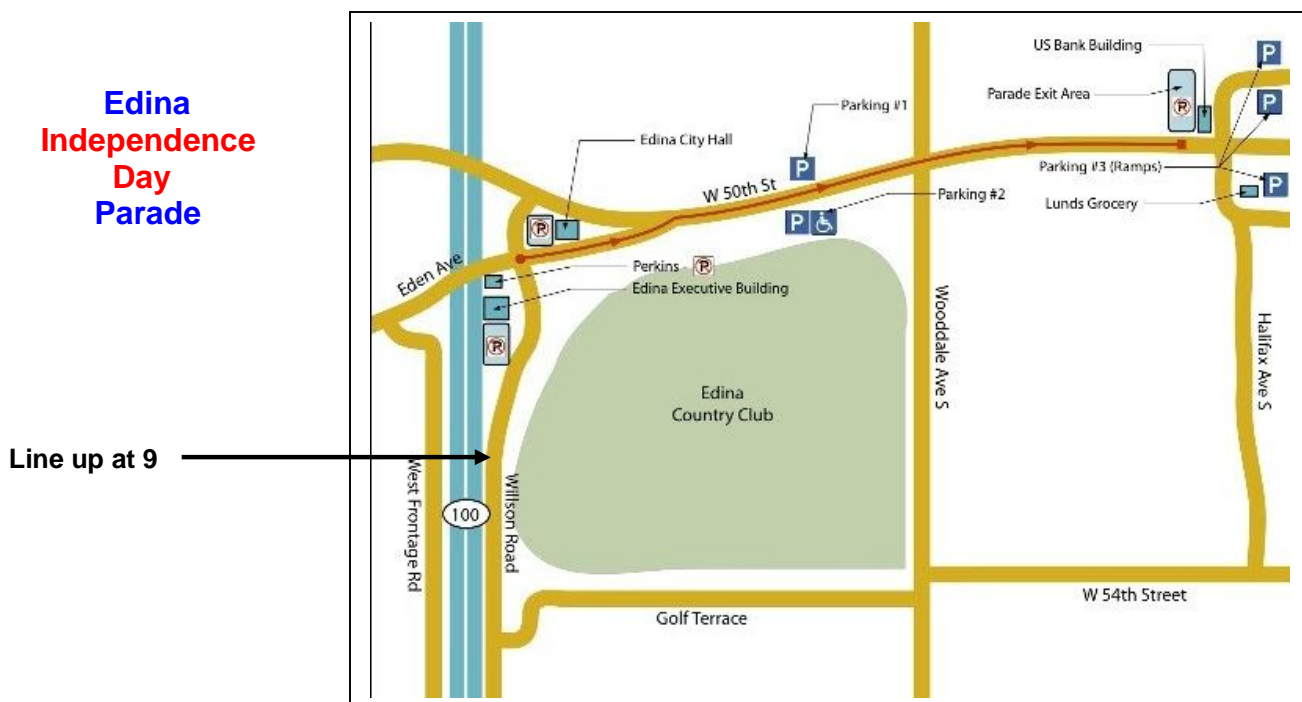 Edina
Independence
Day
Parade
Line up at 9
US Bank Building
P
Parade Exit Area
P
P
Parking #1
P
Edina City Hall
P
W 50th St
Parking #3 (Ramps)
P
Parking #2
P
Lunds Grocery
P
Eden Ave
Perkins
P
Edina Executive Building
P
Edina
Country Club
Wooddale Ave S
Halifax Ave S
West Frontage Rd
100
Willson Road
Golf Terrace
W 54th Street